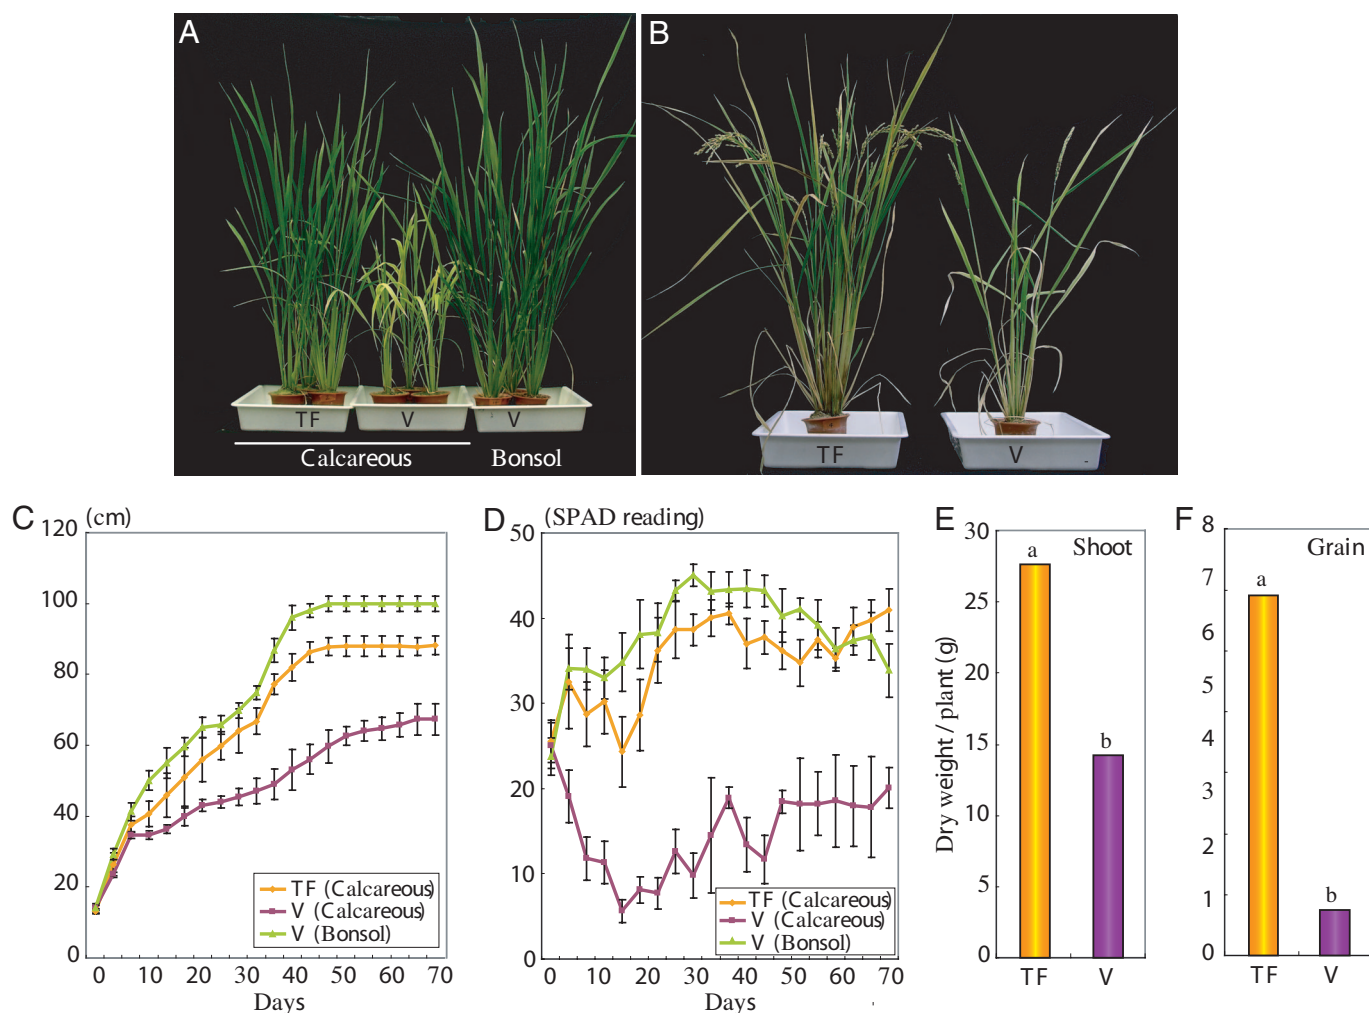 A
TF
V
V
Calcareous
Bonsol
B
TF
V
C
(cm)
120
100
80
60
40
20
0
0 10 20 30 40 50 60 70
Days
TF (Calcareous)
V (Calcareous)
V (Bonsol)
D
(SPAD reading)
50
40
30
20
10
0
0 10 20 30 40 50 60 70
Days
TF (Calcareous)
V (Calcareous)
V (Bonsol)
E
Shoot
Dry weight / plant (g)
30
25
20
15
10
5
0
a
b
TF V
F
Grain
8
7
6
5
4
3
2
1
0
a
b
TF V